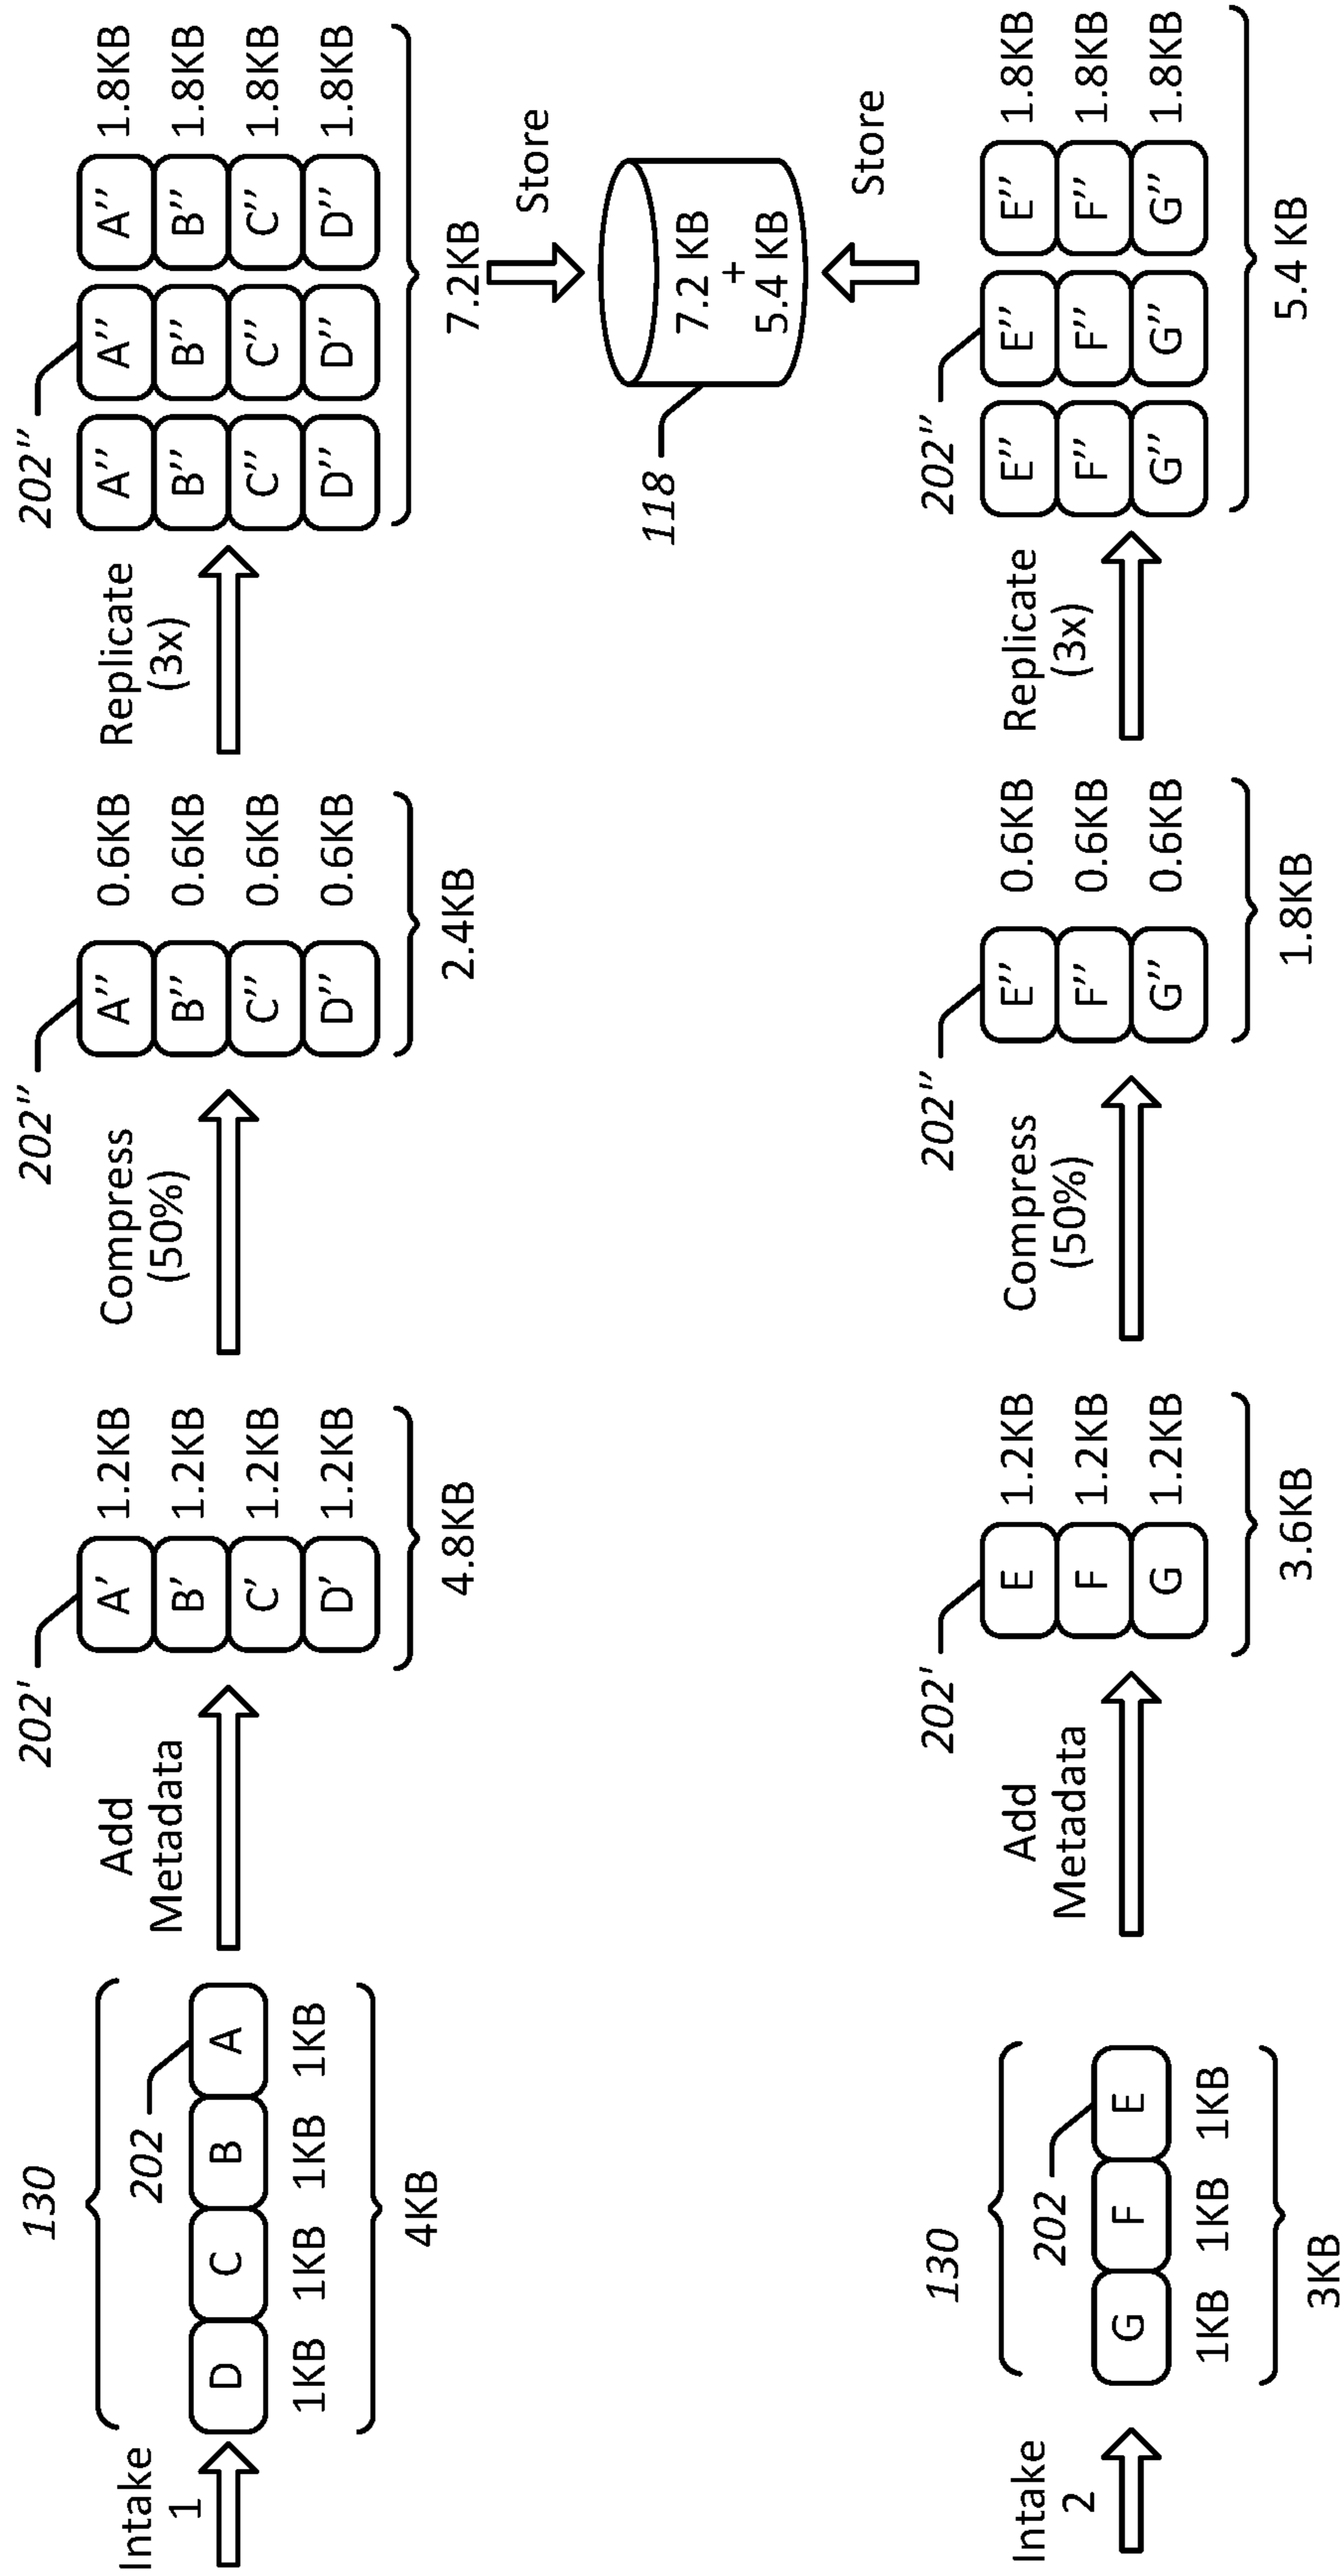 130
Intake
1
D
C
B
A
202
1KB
1KB
1KB
1KB
4KB
Add
Metadata
202'
A'
1.2KB
B'
1.2KB
C'
1.2KB
D'
1.2KB
4.8KB
Compress
(50%)
202''
A''
0.6KB
B''
0.6KB
C''
0.6KB
D''
0.6KB
2.4KB
Replicate
(3x)
202''
A'' A'' A'' 1.8KB
B'' B'' B'' 1.8KB
C'' C'' C'' 1.8KB
D'' D'' D'' 1.8KB
7.2KB
Store
118
7.2 KB
+
5.4 KB
Store
130
Intake
2
G
F
E
202
1KB
1KB
1KB
3KB
Add
Metadata
202'
E
1.2KB
F
1.2KB
G
1.2KB
3.6KB
Compress
(50%)
202''
E''
0.6KB
F''
0.6KB
G''
0.6KB
1.8KB
Replicate
(3x)
202''
E'' E'' E'' 1.8KB
F'' F'' F'' 1.8KB
G'' G'' G'' 1.8KB
5.4 KB